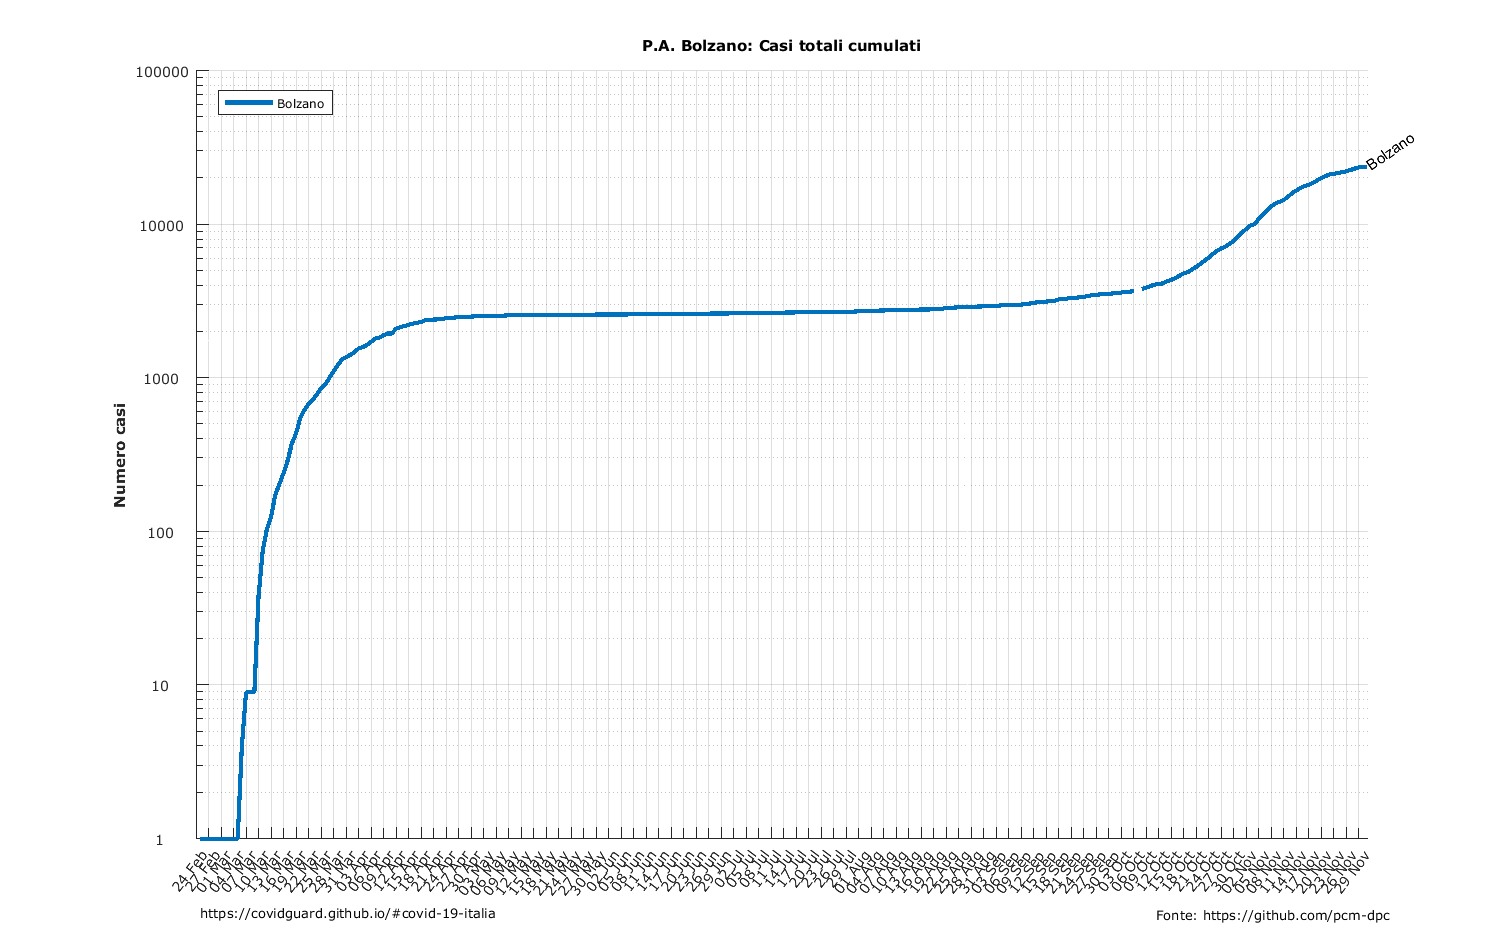 P.A. Bolzano: Casi totali cumulati
100000
Bolzano
Bolzano
10000
1000
Numero casi
100
10
1
24 Feb
27 Feb
01 Mar
04 Mar
07 Mar
10 Mar
13 Mar
16 Mar
19 Mar
22 Mar
25 Mar
28 Mar
31 Mar
03 Apr
06 Apr
09 Apr
12 Apr
15 Apr
18 Apr
21 Apr
24 Apr
27 Apr
30 Apr
03 May
06 May
09 May
12 May
15 May
18 May
21 May
24 May
27 May
30 May
02 Jun
05 Jun
08 Jun
11 Jun
14 Jun
17 Jun
20 Jun
23 Jun
26 Jun
29 Jun
02 Jul
05 Jul
08 Jul
11 Jul
14 Jul
17 Jul
20 Jul
23 Jul
26 Jul
29 Jul
01 Aug
04 Aug
07 Aug
10 Aug
13 Aug
16 Aug
19 Aug
22 Aug
25 Aug
28 Aug
31 Aug
03 Sep
06 Sep
09 Sep
12 Sep
15 Sep
18 Sep
21 Sep
24 Sep
27 Sep
30 Sep
03 Oct
06 Oct
09 Oct
12 Oct
15 Oct
18 Oct
21 Oct
24 Oct
27 Oct
30 Oct
02 Nov
05 Nov
08 Nov
11 Nov
14 Nov
17 Nov
20 Nov
23 Nov
26 Nov
29 Nov
https://covidguard.github.io/#covid-19-italia
Fonte: https://github.com/pcm-dpc